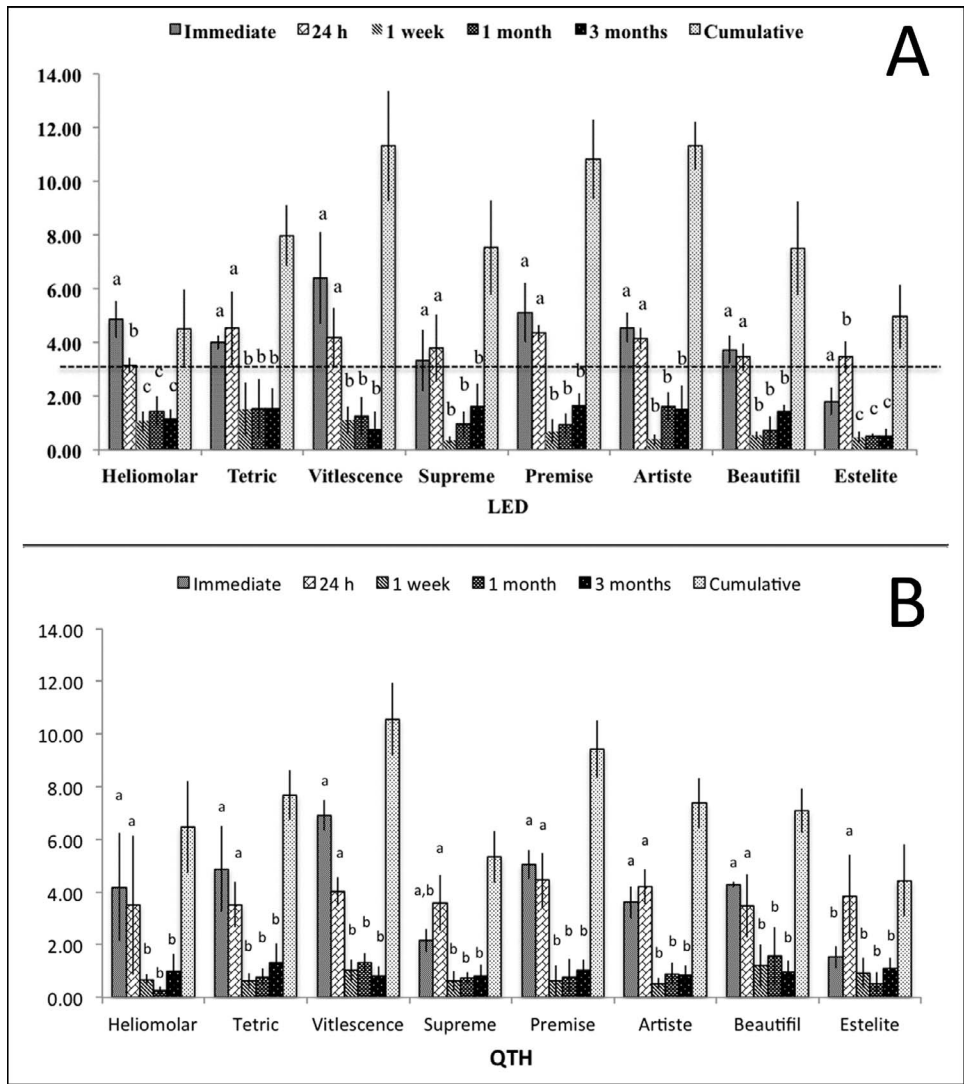 Immediate 24 h 1 week 1 month 3 months Cumulative
A
14.00
12.00
10.00
8.00
6.00
4.00
2.00
0.00
a b c c c
a a b b b
a a b b b
a a b b b
a a b b b
a a b b b
a a b b b
a b c c c
Heliomolar Tetric Vitlescence Supreme Premise Artiste Beautifil Estelite
LED
Immediate 24 h 1 week 1 month 3 months Cumulative
B
14.00
12.00
10.00
8.00
6.00
4.00
2.00
0.00
a a b b b
a a b b b
a a b b b
a,b a b b b
a a b b b
a a b b b
a a b b b
b a b b b
Heliomolar Tetric Vitlescence Supreme Premise Artiste Beautifil Estelite
QTH